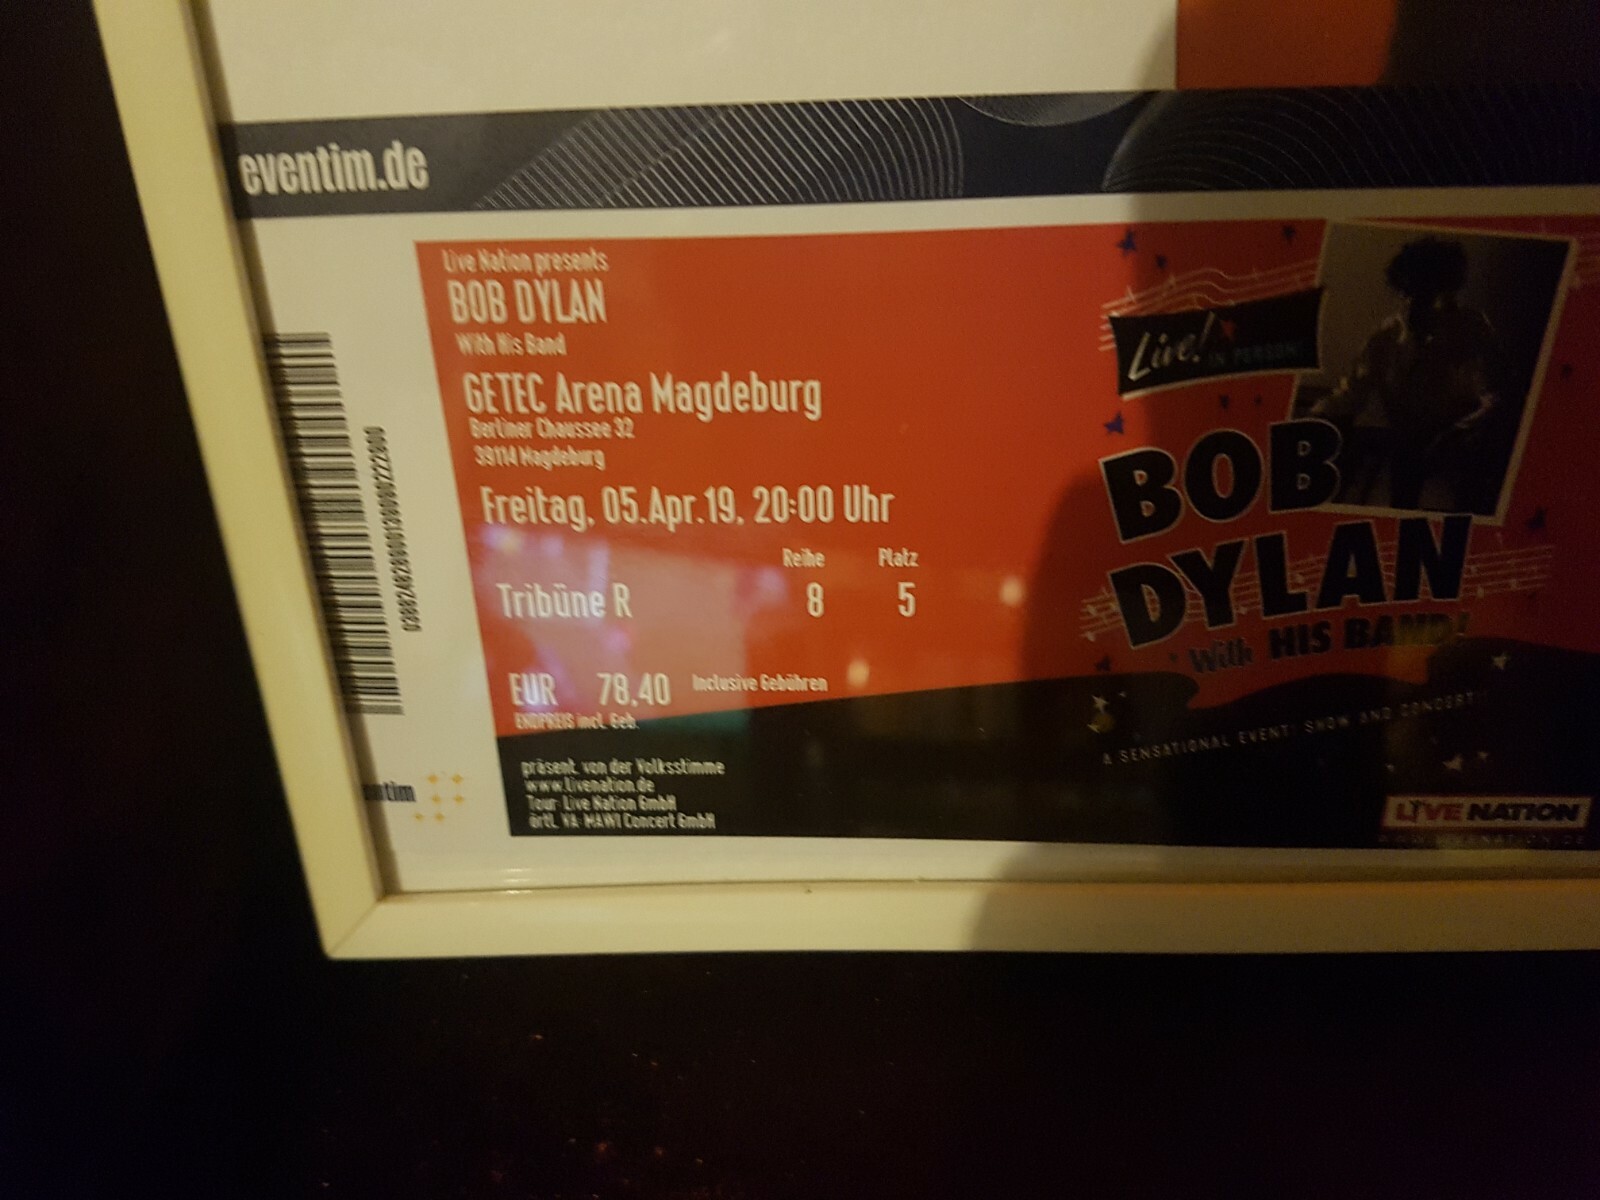 eventim.de
Live Nation presents
BOB DYLAN
With His Band
GETEC Arena Magdeburg
Berliner Chaussee 32
39114 Magdeburg
Freitag, 05.Apr.19, 20:00 Uhr
Reihe Platz
Tribüne R 8 5
EUR 78,40 Inclusive Gebühren
ENDPREIS incl. Geb.
präsent. von der Volksstimme
www.livenation.de
Tour: Live Nation GmbH
örtl. VA: MAWI Concert GmbH
Live! IN PERSON!
BOB
DYLAN
With HIS BAND!
A SENSATIONAL EVENT! SHOW AND CONCERT!
LIVE NATION